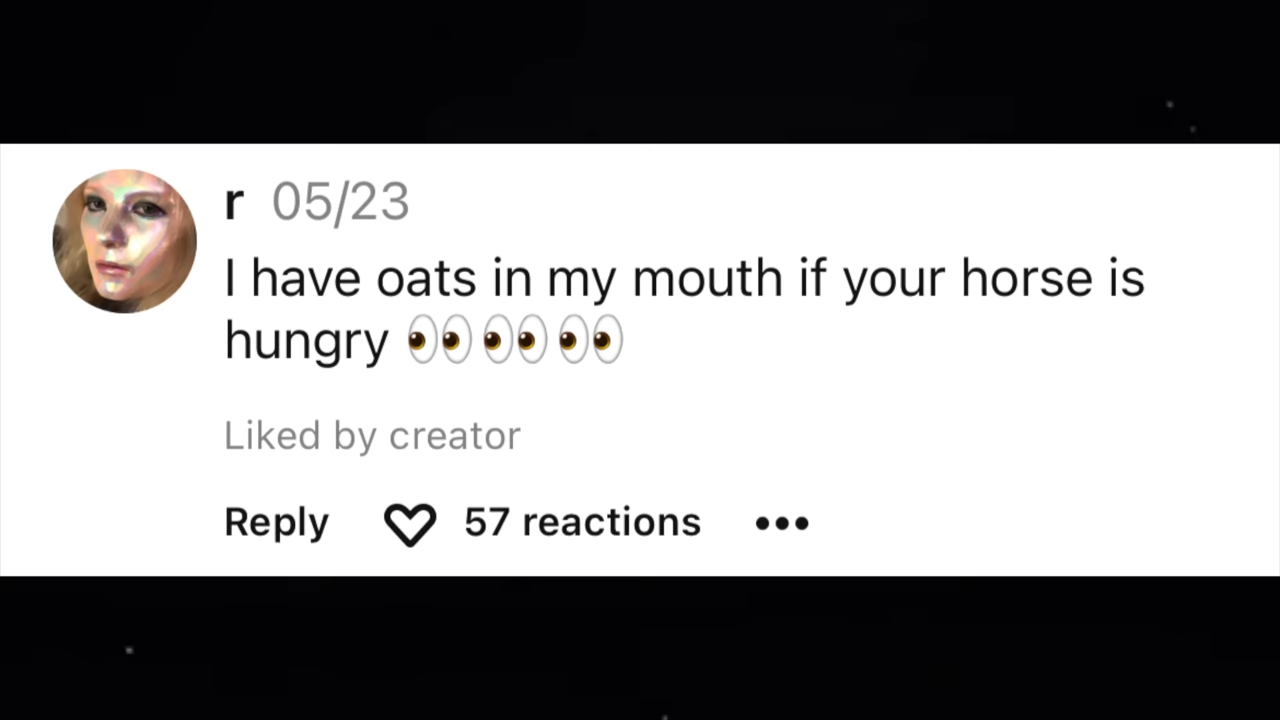 r 05/23
I have oats in my mouth if your horse is
hungry 👀👀👀
Liked by creator
Reply 57 reactions